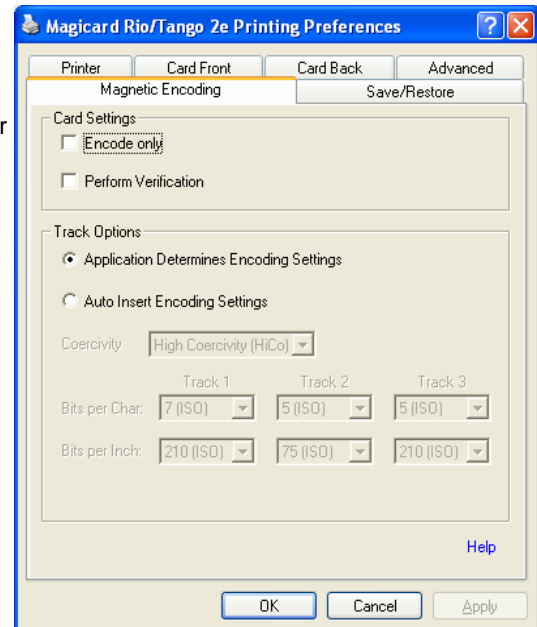 Magicard Rio/Tango 2e Printing Preferences
Printer Card Front Card Back Advanced
Magnetic Encoding Save/Restore
r
Card Settings
Encode only
Perform Verification
Track Options
Application Determines Encoding Settings
Auto Insert Encoding Settings
Coercivity High Coercivity (HiCo)
Track 1 Track 2 Track 3
Bits per Char: 7 (ISO) 5 (ISO) 5 (ISO)
Bits per Inch: 210 (ISO) 75 (ISO) 210 (ISO)
Help
OK Cancel Apply